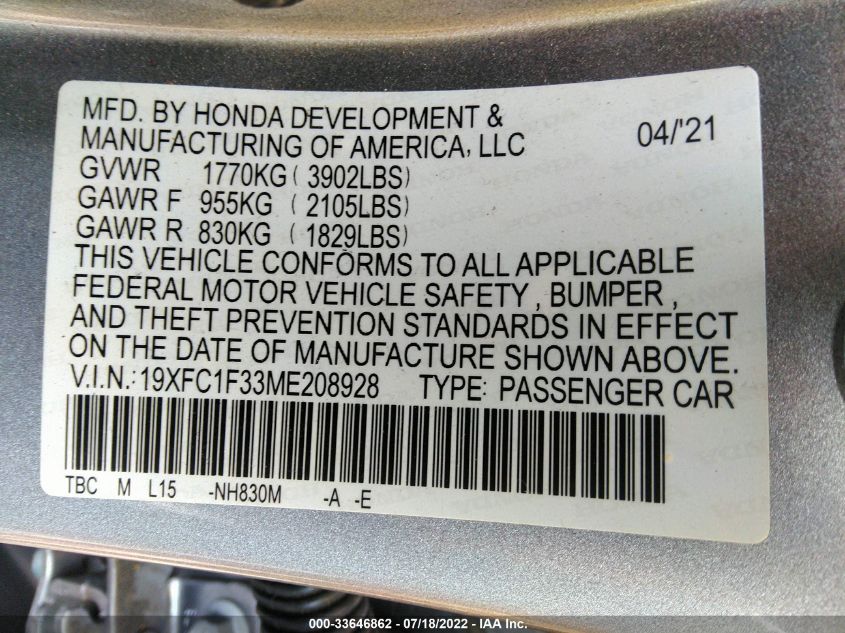 MFD. BY HONDA DEVELOPMENT &
MANUFACTURING OF AMERICA, LLC 04/'21
GVWR 1770KG ( 3902LBS)
GAWR F 955KG ( 2105LBS)
GAWR R 830KG ( 1829LBS)
THIS VEHICLE CONFORMS TO ALL APPLICABLE
FEDERAL MOTOR VEHICLE SAFETY , BUMPER ,
AND THEFT PREVENTION STANDARDS IN EFFECT
ON THE DATE OF MANUFACTURE SHOWN ABOVE.
V.I.N.: 19XFC1F33ME208928 TYPE: PASSENGER CAR
TBC M L15 -NH830M -A -E
000-33646862 - 07/18/2022 - IAA Inc.